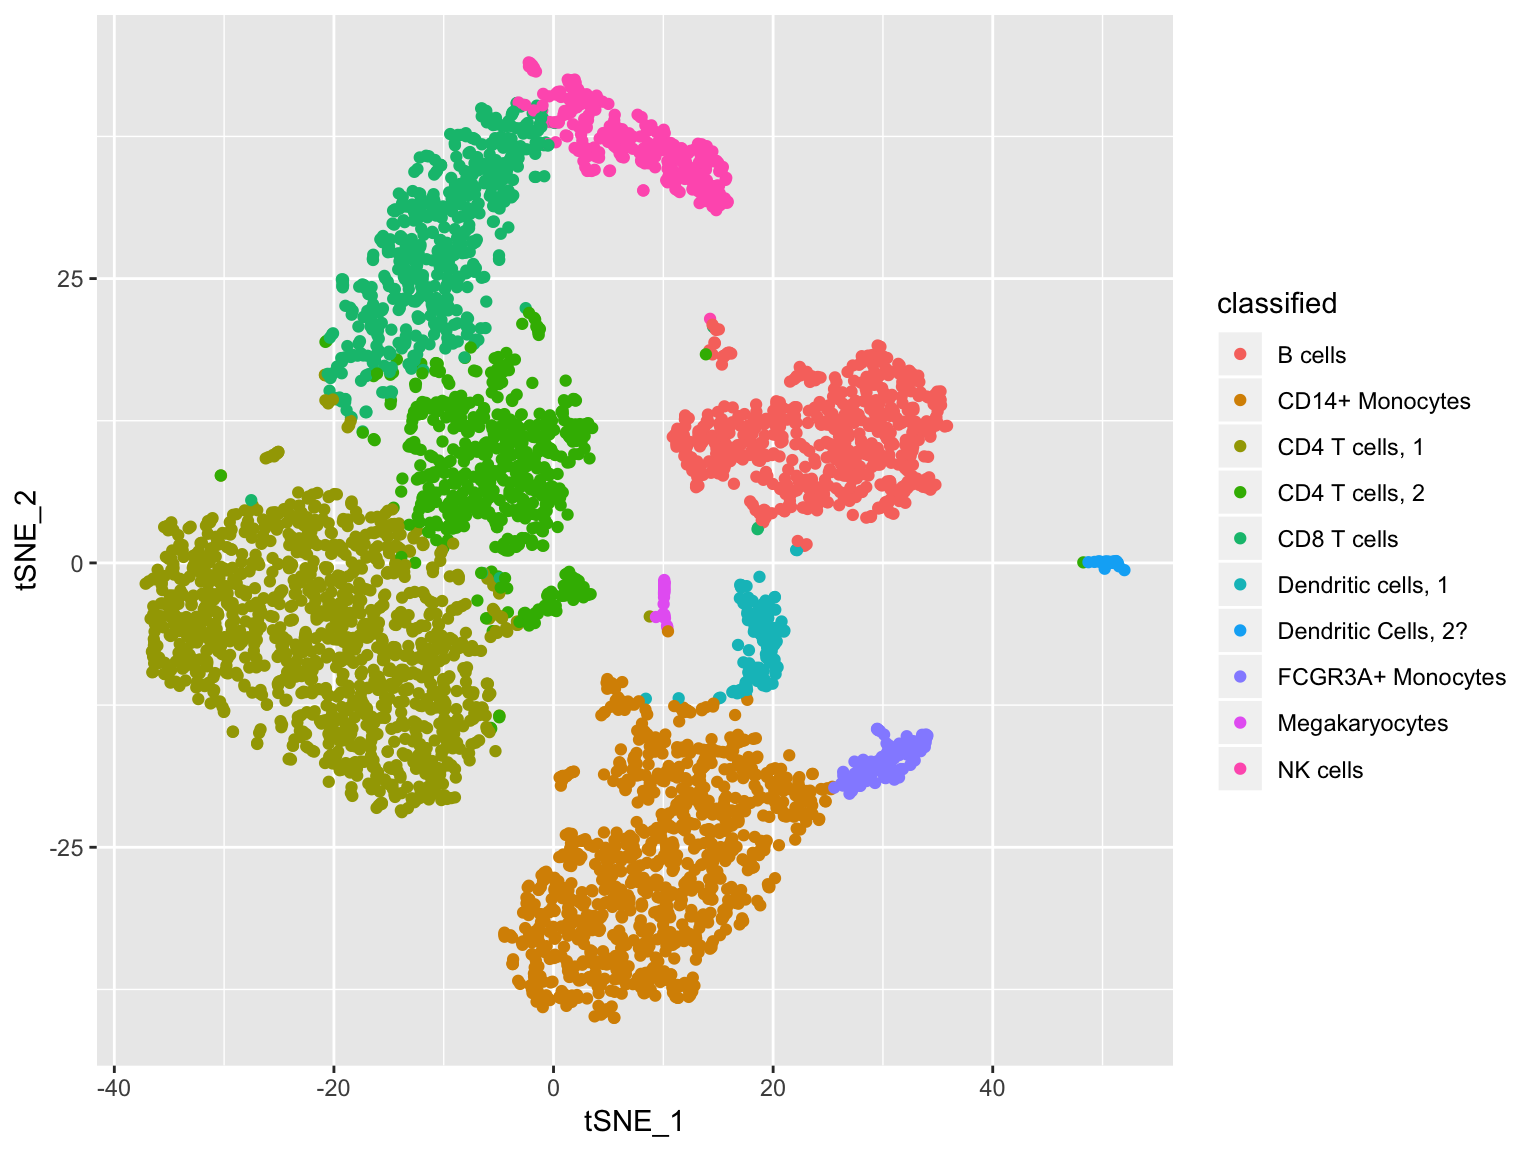 25
0
-25
tSNE_2
-40
-20
0
20
40
tSNE_1
classified
B cells
CD14+ Monocytes
CD4 T cells, 1
CD4 T cells, 2
CD8 T cells
Dendritic cells, 1
Dendritic Cells, 2?
FCGR3A+ Monocytes
Megakaryocytes
NK cells